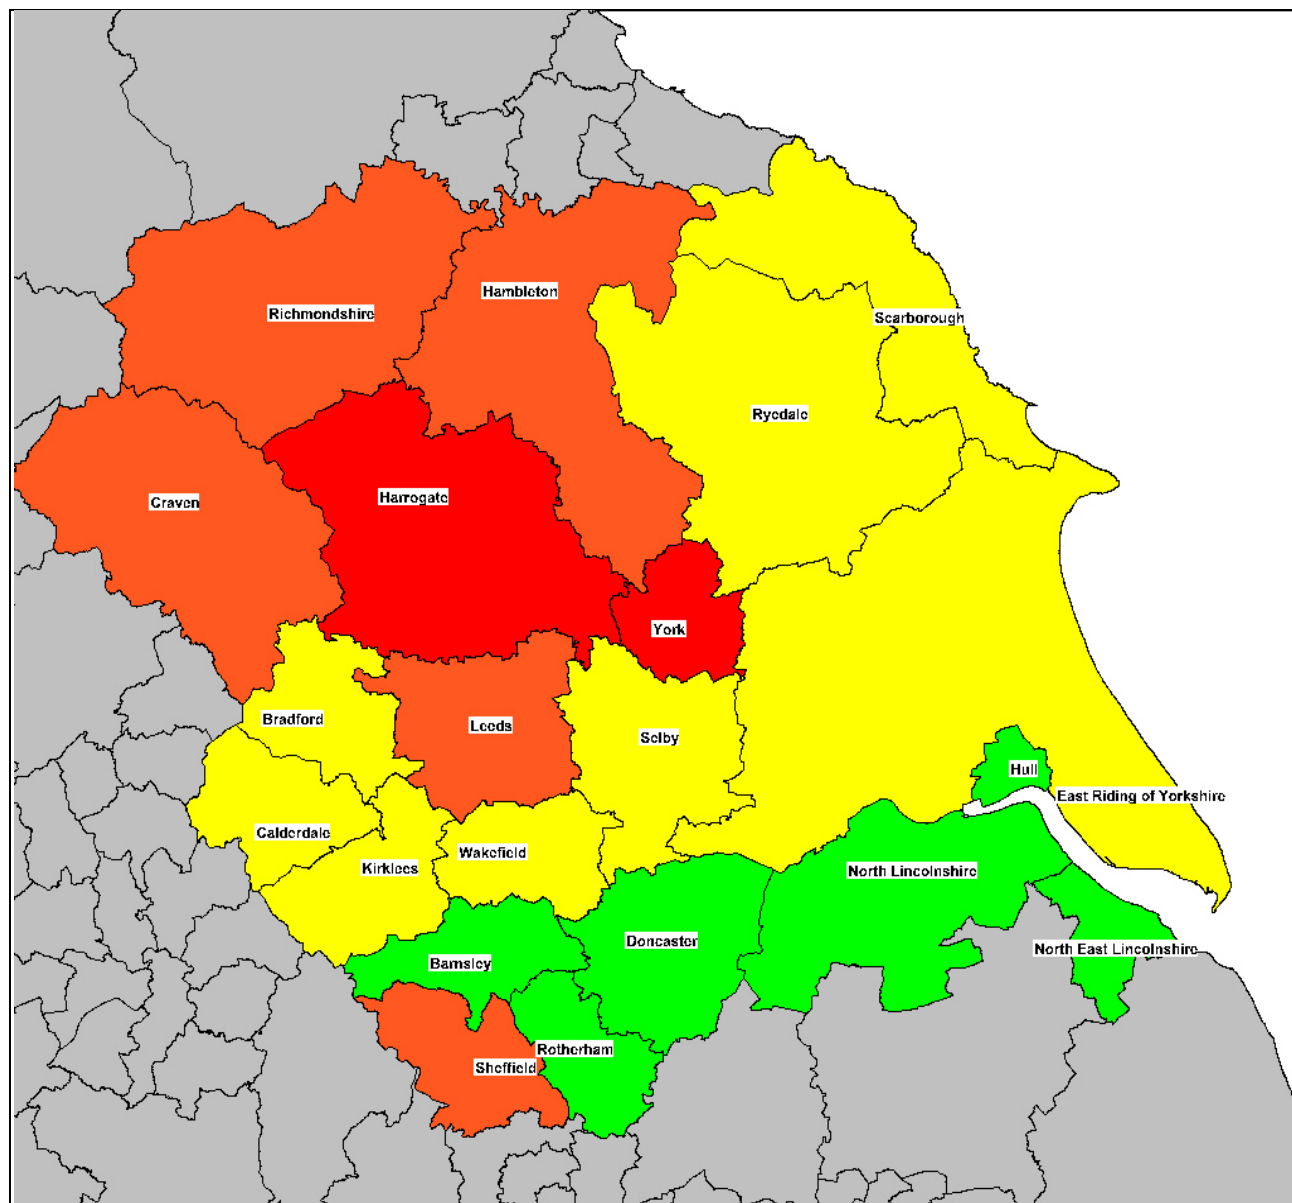 Hambleton
Richmondshire
Scarborough
Ryedale
Harrogate
Craven
York
Bradford
Leeds
Selby
Hull
East Riding of Yorkshire
Calderdale
Wakefield
Kirklees
North Lincolnshire
Doncaster
North East Lincolnshire
Barnsley
Rotherham
Sheffield